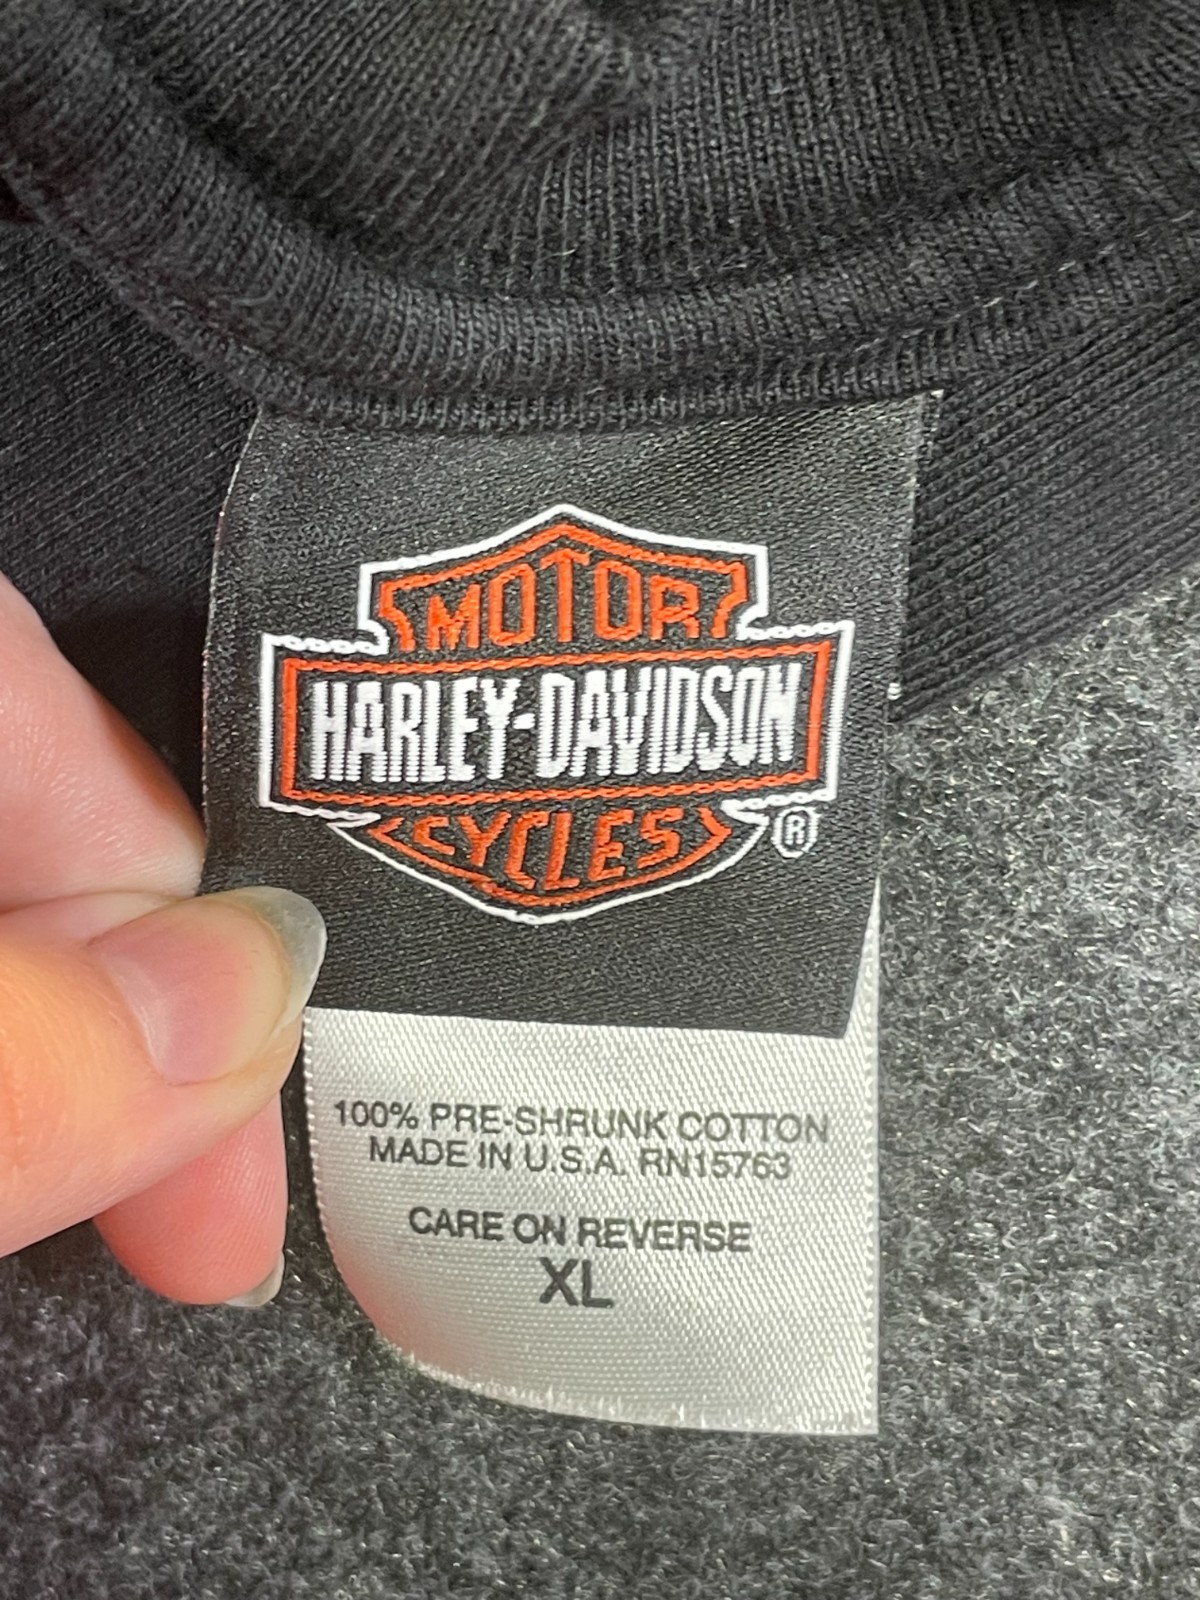 MOTOR
HARLEY-DAVIDSON
CYCLES
®
100% PRE-SHRUNK COTTON
MADE IN U.S.A. RN15763
CARE ON REVERSE
XL